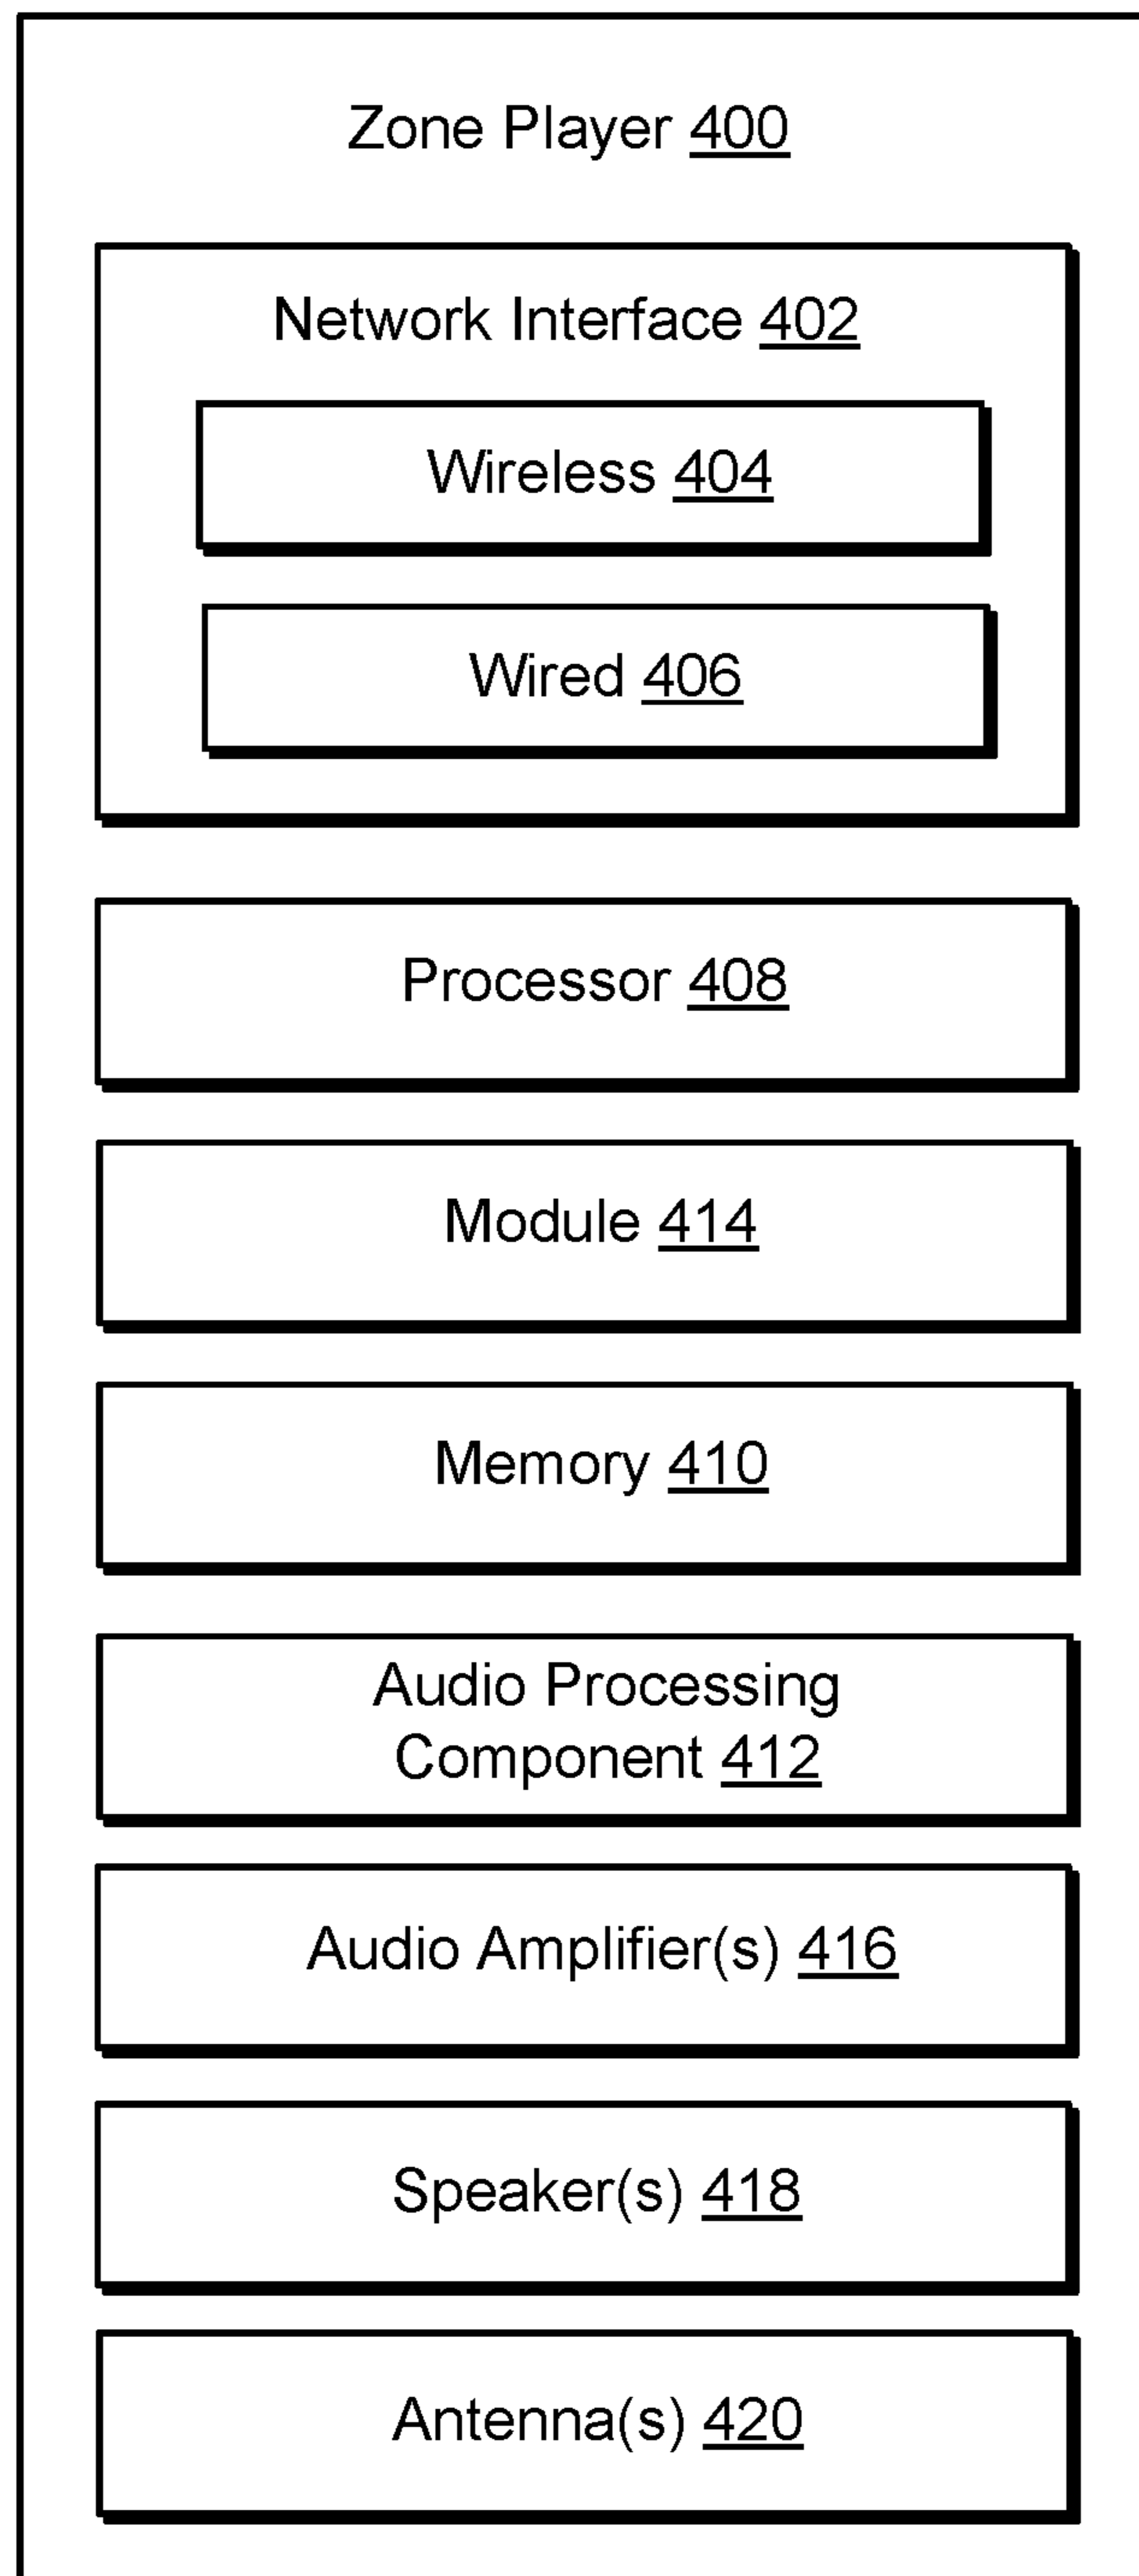 Zone Player 400
Network Interface 402
Wireless 404
Wired 406
Processor 408
Module 414
Memory 410
Audio Processing
Component 412
Audio Amplifier(s) 416
Speaker(s) 418
Antenna(s) 420